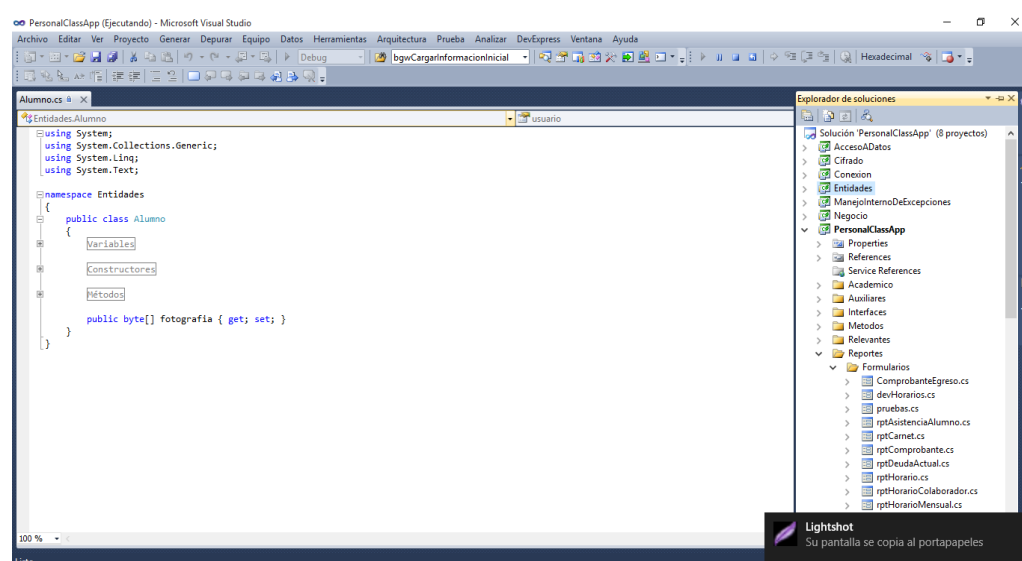 PersonalClassApp (Ejecutando) - Microsoft Visual Studio
Archivo Editar Ver Proyecto Generar Depurar Equipo Datos Herramientas Arquitectura Prueba Analizar DevExpress Ventana Ayuda
Debug bgwCargarInformacionInicial Hexadecimal
Alumno.cs
Entidades.Alumno usuario
using System;
using System.Collections.Generic;
using System.Linq;
using System.Text;
namespace Entidades
{
public class Alumno
{
Variables
Constructores
Métodos
public byte[] fotografia { get; set; }
}
}
100 %
Explorador de soluciones
Solución 'PersonalClassApp' (8 proyectos)
AccesoADatos
Cifrado
Conexion
Entidades
ManejoInternoDeExcepciones
Negocio
PersonalClassApp
Properties
References
Service References
Academico
Auxiliares
Interfaces
Metodos
Relevantes
Reportes
Formularios
ComprobanteEgreso.cs
devHorarios.cs
pruebas.cs
rptAsistenciaAlumno.cs
rptCarnet.cs
rptComprobante.cs
rptDeudaActual.cs
rptHorario.cs
rptHorarioColaborador.cs
rptHorarioMensual.cs
Lightshot
Su pantalla se copia al portapapeles